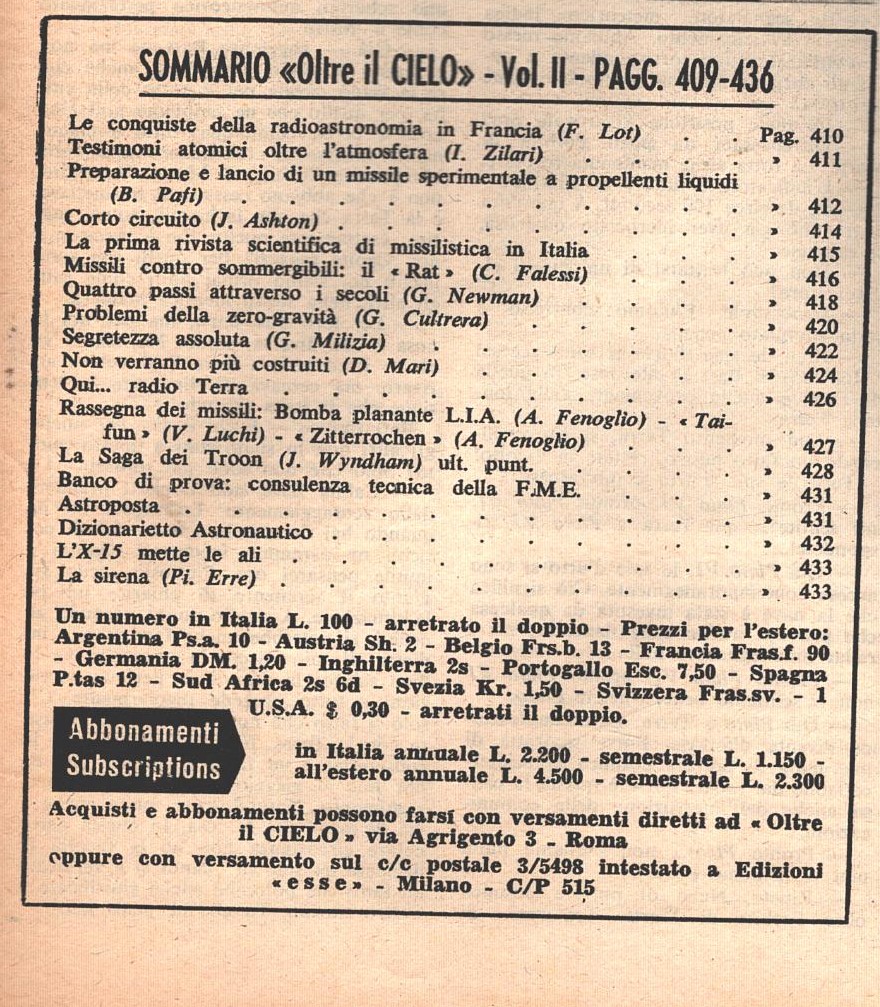 SOMMARIO «Oltre il CIELO» - Vol. II - PAGG. 409-436
Le conquiste della radioastronomia in Francia (F. Lot) . . Pag. 410
Testimoni atomici oltre l'atmosfera (I. Zilari) . . . . » 411
Preparazione e lancio di un missile sperimentale a propellenti liquidi
(B. Pafi) . . . . . . . . . » 412
Corto circuito (J. Ashton) . . . . . . . » 414
La prima rivista scientifica di missilistica in Italia . . . » 415
Missili contro sommergibili: il « Rat » (C. Falessi) . . . » 416
Quattro passi attraverso i secoli (G. Newman) . . . . » 418
Problemi della zero-gravità (G. Cultrera) . . . . » 420
Segretezza assoluta (G. Milizia) . . . . . . » 422
Non verranno più costruiti (D. Mari) . . . . . » 424
Qui... radio Terra . . . . . . . . » 426
Rassegna dei missili: Bomba planante L.I.A. (A. Fenoglio) - « Tai-
fun » (V. Luchi) - « Zitterrochen » (A. Fenoglio) . . . » 427
La Saga dei Troon (J. Wyndham) ult. punt. . . . . » 428
Banco di prova: consulenza tecnica della F.M.E. . . . » 431
Astroposta . . . . . . . . . » 431
Dizionarietto Astronautico . . . . . . . » 432
L'X-15 mette le ali . . . . . . . » 433
La sirena (Pi. Erre) . . . . . . . . » 433
Un numero in Italia L. 100 - arretrato il doppio - Prezzi per l'estero:
Argentina Ps.a. 10 - Austria Sh. 2 - Belgio Frs.b. 13 - Francia Fras.f. 90
- Germania DM. 1,20 - Inghilterra 2s - Portogallo Esc. 7,50 - Spagna
P.tas 12 - Sud Africa 2s 6d - Svezia Kr. 1,50 - Svizzera Fras.sv. - 1
U.S.A. $ 0,30 - arretrati il doppio.
Abbonamenti
Subscriptions
in Italia annuale L. 2.200 - semestrale L. 1.150 -
all'estero annuale L. 4.500 - semestrale L. 2.300
Acquisti e abbonamenti possono farsi con versamenti diretti ad « Oltre
il CIELO » via Agrigento 3 - Roma
oppure con versamento sul c/c postale 3/5498 intestato a Edizioni
«esse» - Milano - C/P 515